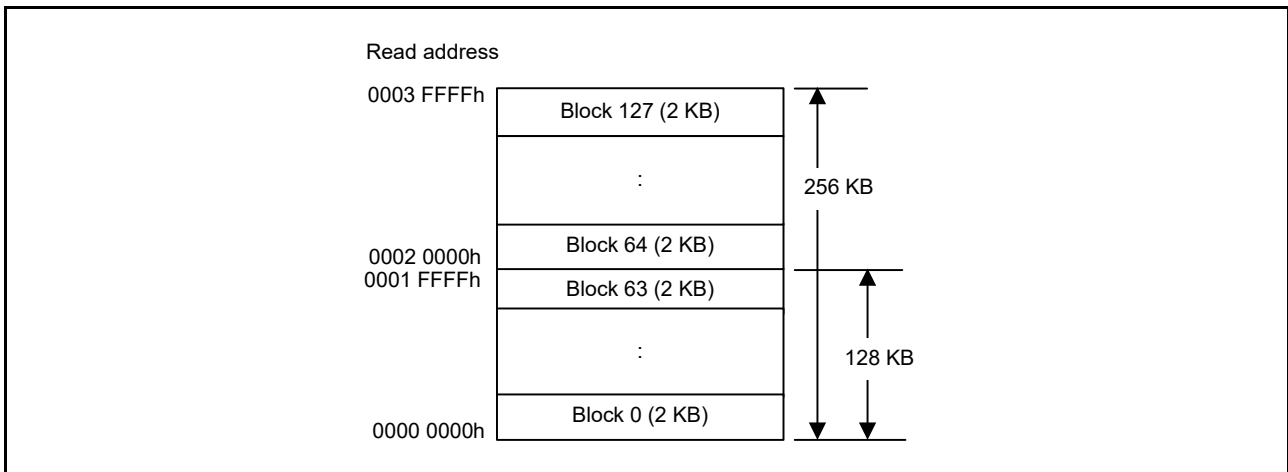 Read address
0003 FFFFh
Block 127 (2 KB)
:
256 KB
Block 64 (2 KB)
0002 0000h
0001 FFFFh
Block 63 (2 KB)
:
128 KB
Block 0 (2 KB)
0000 0000h